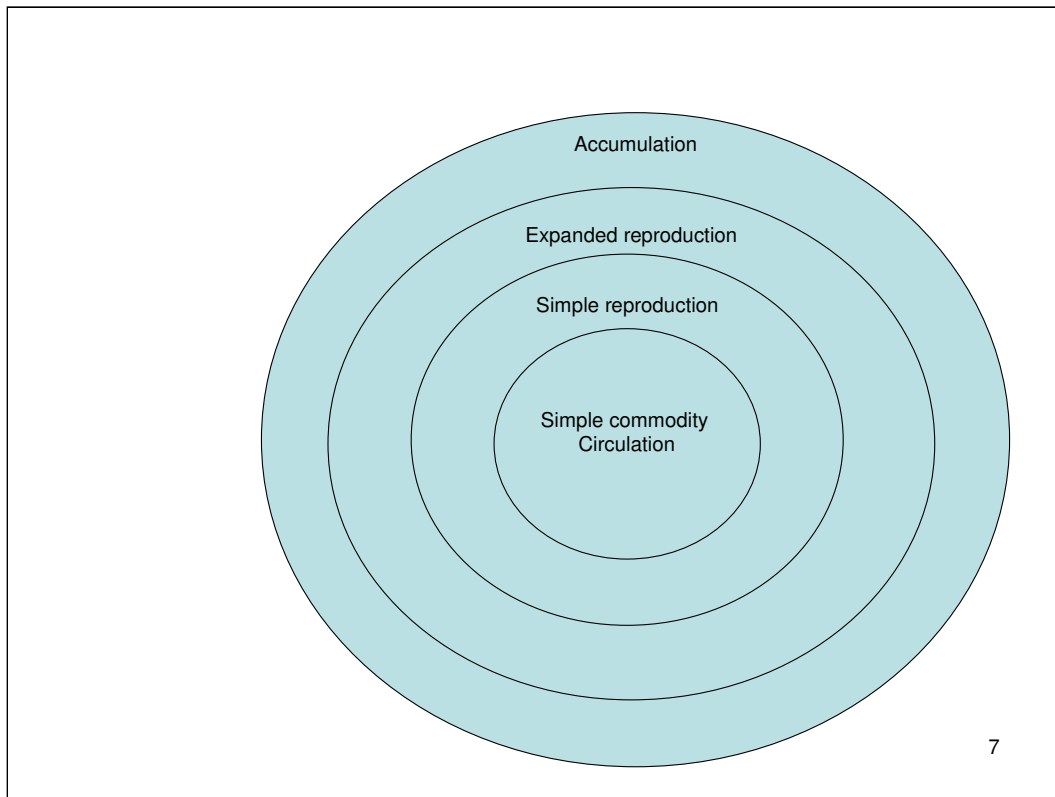 Accumulation
Expanded reproduction
Simple reproduction
Simple commodity
Circulation
7